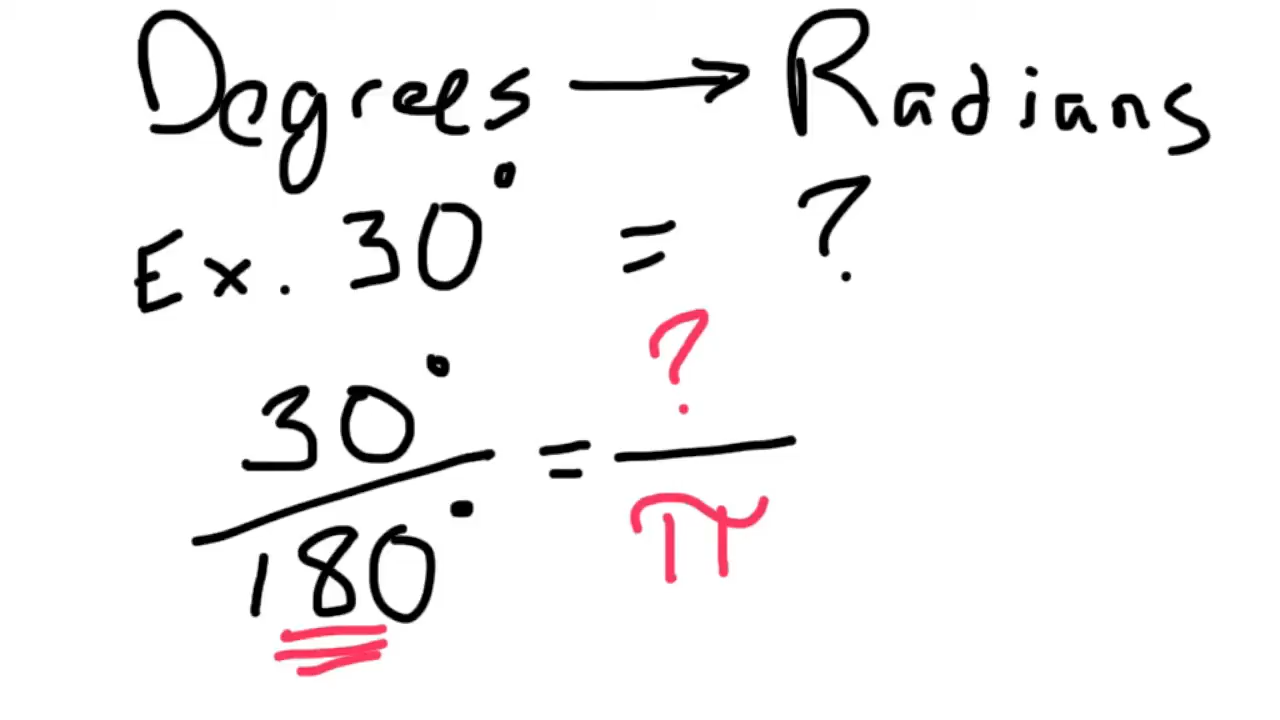 Degrees → Radians
Ex. 30° = ?
30° / 180° = ? / π